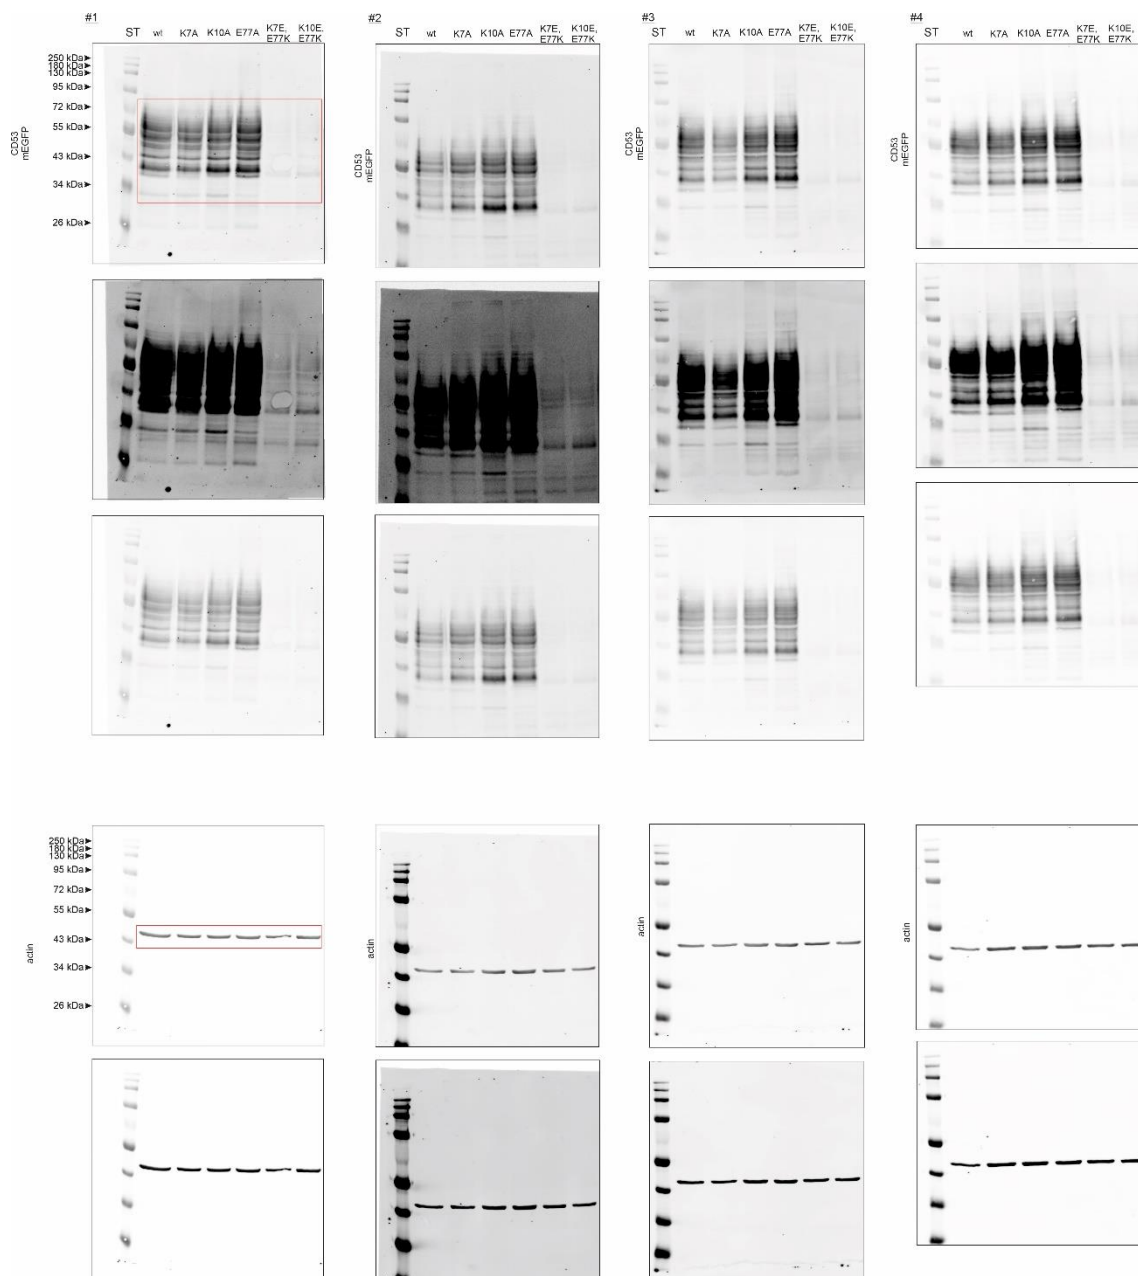 #1
ST wt K7A K10A E77A K7E, E77K K10E, E77K
250 kDa
180 kDa
130 kDa
95 kDa
72 kDa
55 kDa
43 kDa
34 kDa
26 kDa
CD53
mEGFP
#2
ST wt K7A K10A E77A K7E, E77K K10E, E77K
CD53
mEGFP
#3
ST wt K7A K10A E77A K7E, E77K K10E, E77K
CD53
mEGFP
#4
ST wt K7A K10A E77A K7E, E77K K10E, E77K
CD53
mEGFP
250 kDa
180 kDa
130 kDa
95 kDa
72 kDa
55 kDa
43 kDa
34 kDa
26 kDa
actin
actin
actin
actin